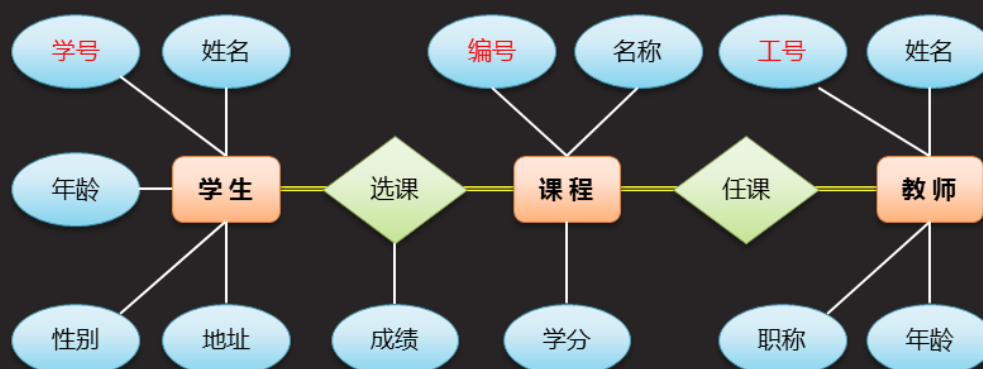 学号 姓名 编号 名称 工号 姓名
年龄 学生 选课 课程 任课 教师
性别 地址 成绩 学分 职称 年龄